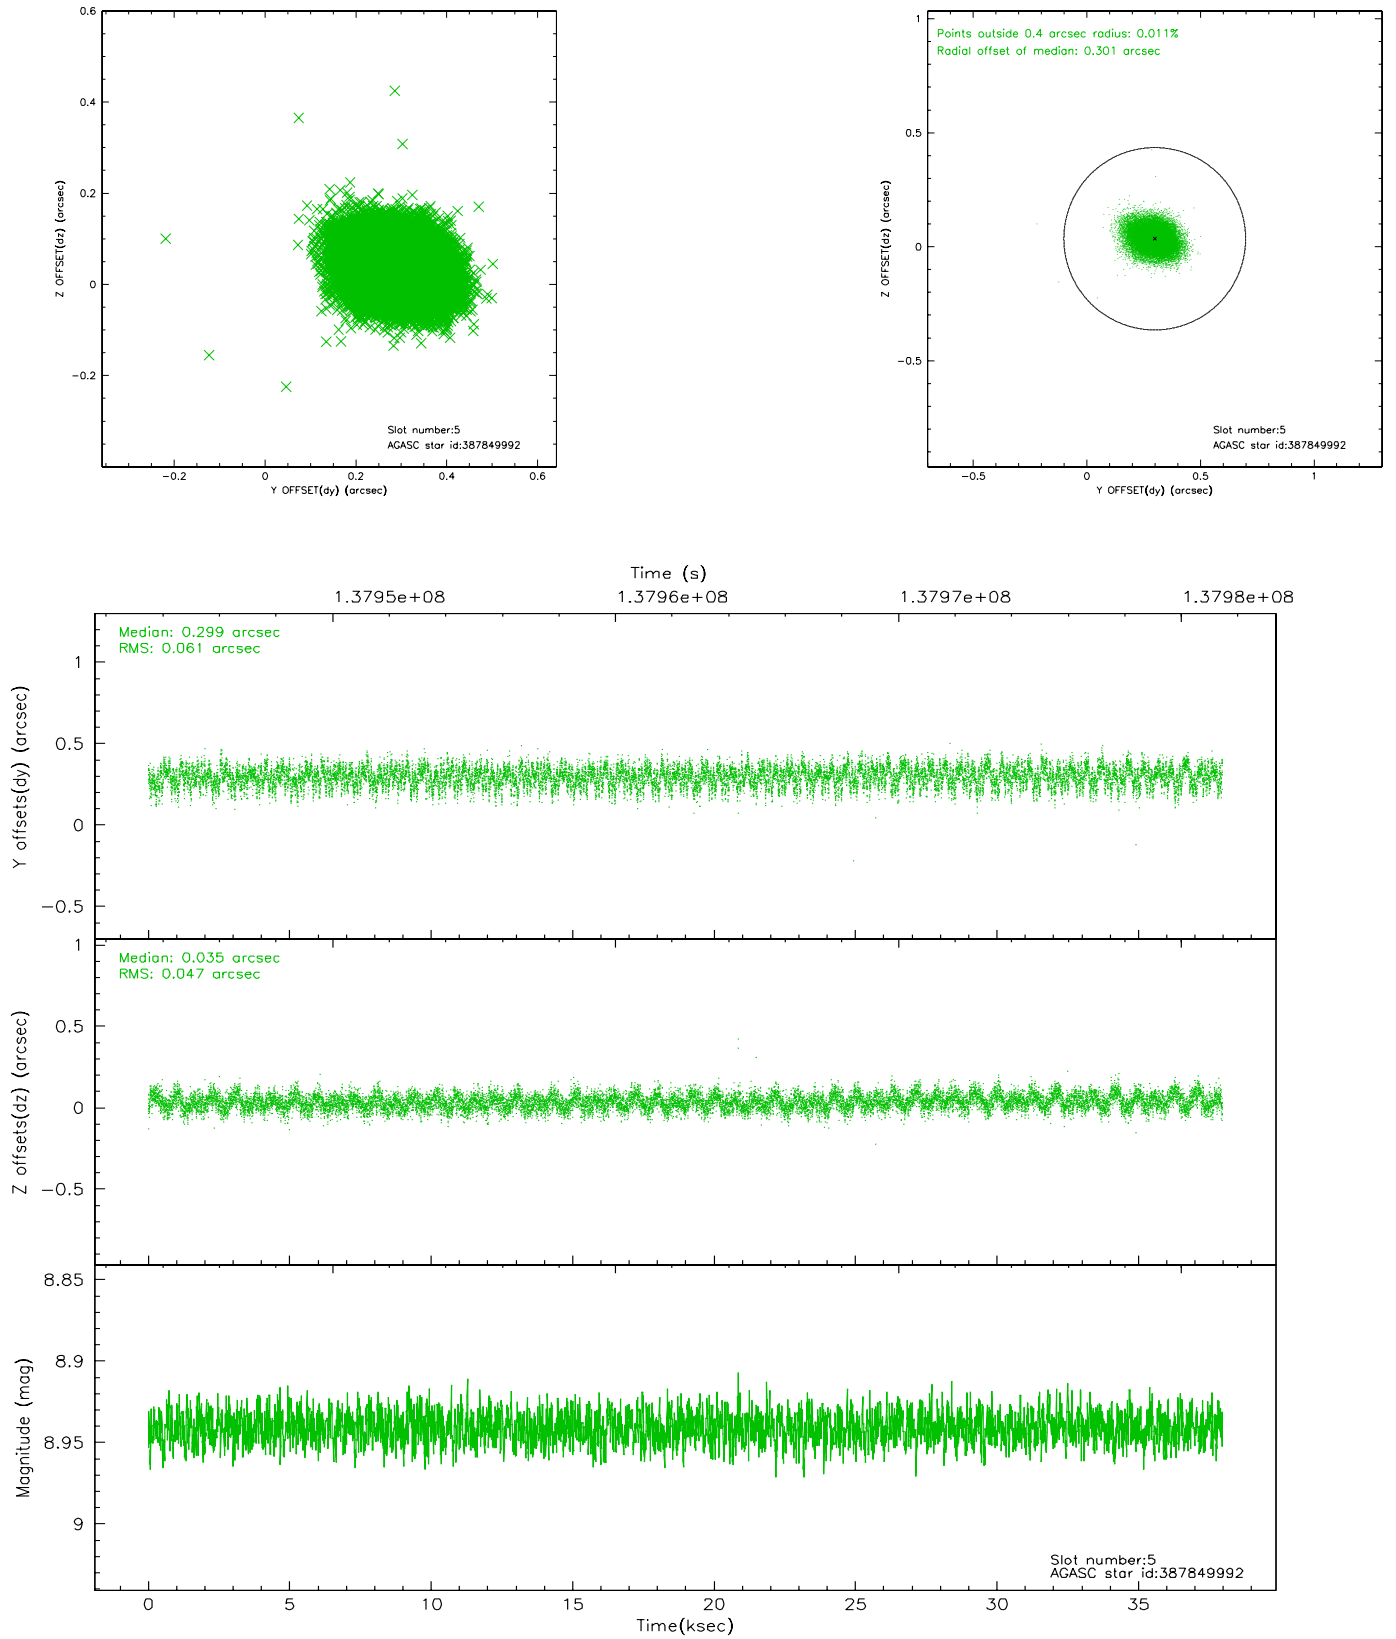 0.6
0.4
0.2
0
−0.2
−0.2
0
0.2
0.4
0.6
Z OFFSET(dz) (arcsec)
Y OFFSET(dy) (arcsec)
Slot number:5
AGASC star id:387849992
Points outside 0.4 arcsec radius: 0.011%
Radial offset of median: 0.301 arcsec
1
0.5
0
−0.5
−0.5
0
0.5
1
Z OFFSET(dz) (arcsec)
Y OFFSET(dy) (arcsec)
Slot number:5
AGASC star id:387849992
Time (s)
1.3795e+08
1.3796e+08
1.3797e+08
1.3798e+08
Median: 0.299 arcsec
RMS: 0.061 arcsec
1
0.5
0
−0.5
Y offsets(dy) (arcsec)
Median: 0.035 arcsec
RMS: 0.047 arcsec
1
0.5
0
−0.5
Z offsets(dz) (arcsec)
8.85
8.9
8.95
9
Magnitude (mag)
Slot number:5
AGASC star id:387849992
0
5
10
15
20
25
30
35
Time(ksec)